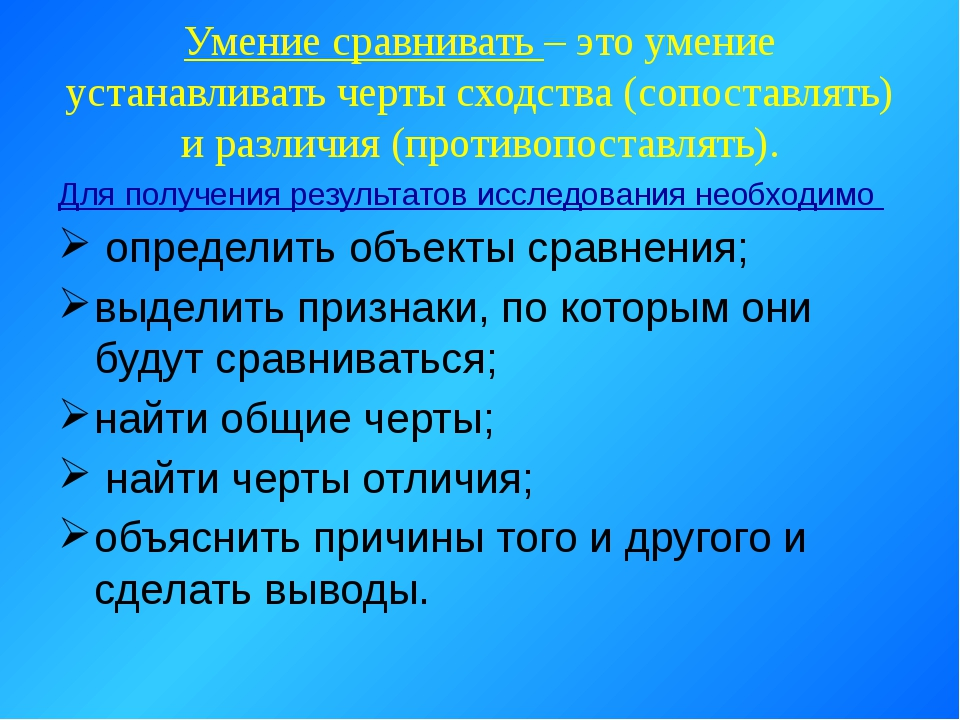 Умение сравнивать – это умение
устанавливать черты сходства (сопоставлять)
и различия (противопоставлять).
Для получения результатов исследования необходимо
определить объекты сравнения;
выделить признаки, по которым они
будут сравниваться;
найти общие черты;
найти черты отличия;
объяснить причины того и другого и
сделать выводы.